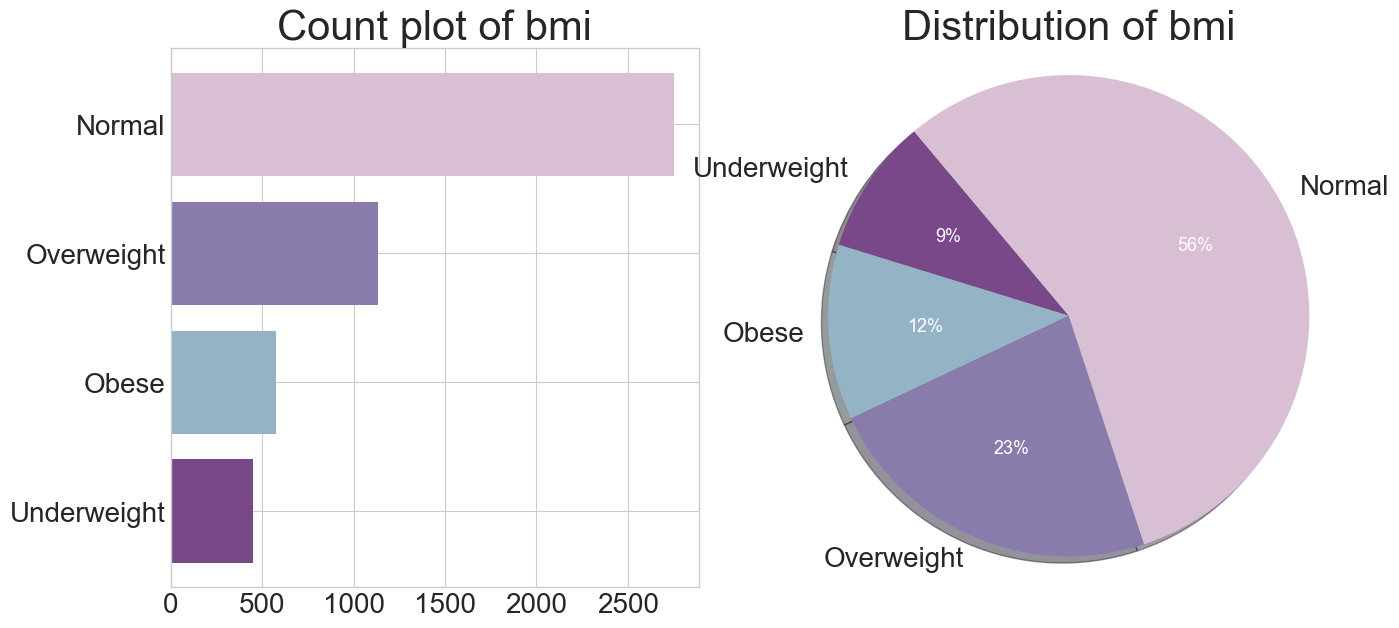 Count plot of bmi
Normal
Overweight
Obese
Underweight
0 500 1000 1500 2000 2500
Distribution of bmi
Underweight
Normal
9%
56%
Obese
12%
23%
Overweight